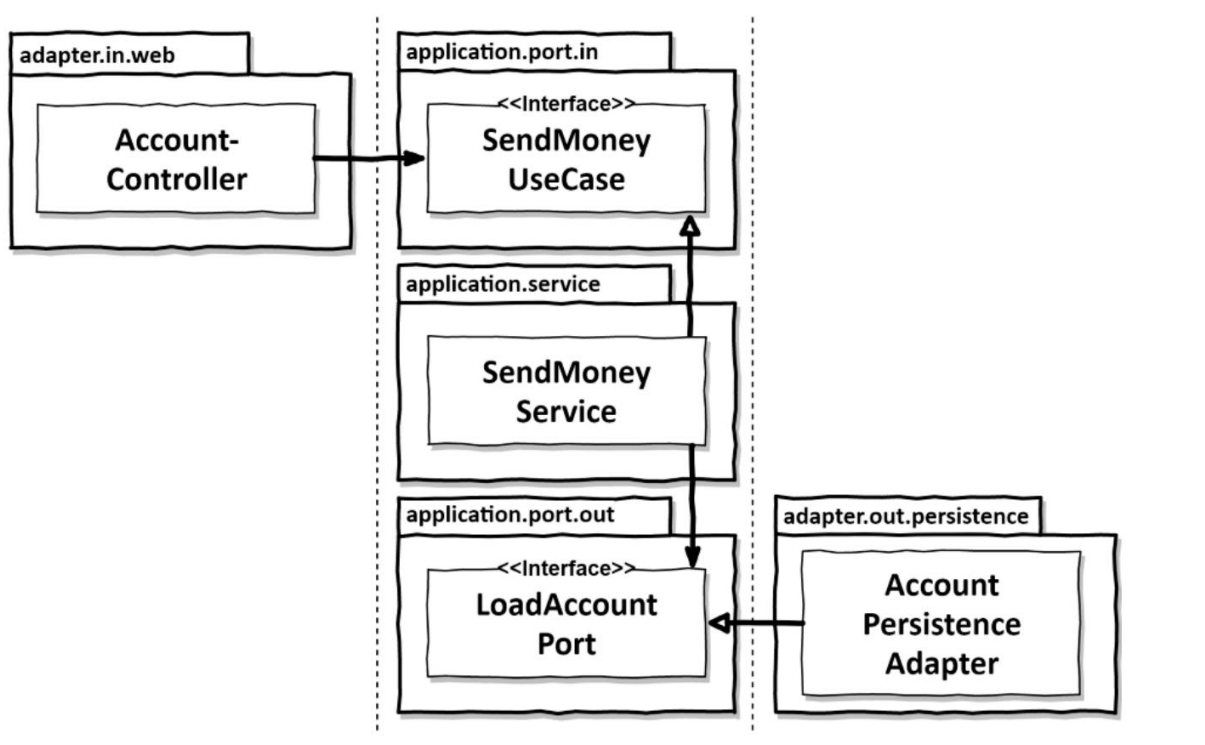 adapter.in.web
Account-
Controller
application.port.in
<<Interface>>
SendMoney
UseCase
application.service
SendMoney
Service
application.port.out
<<Interface>>
LoadAccount
Port
adapter.out.persistence
Account
Persistence
Adapter